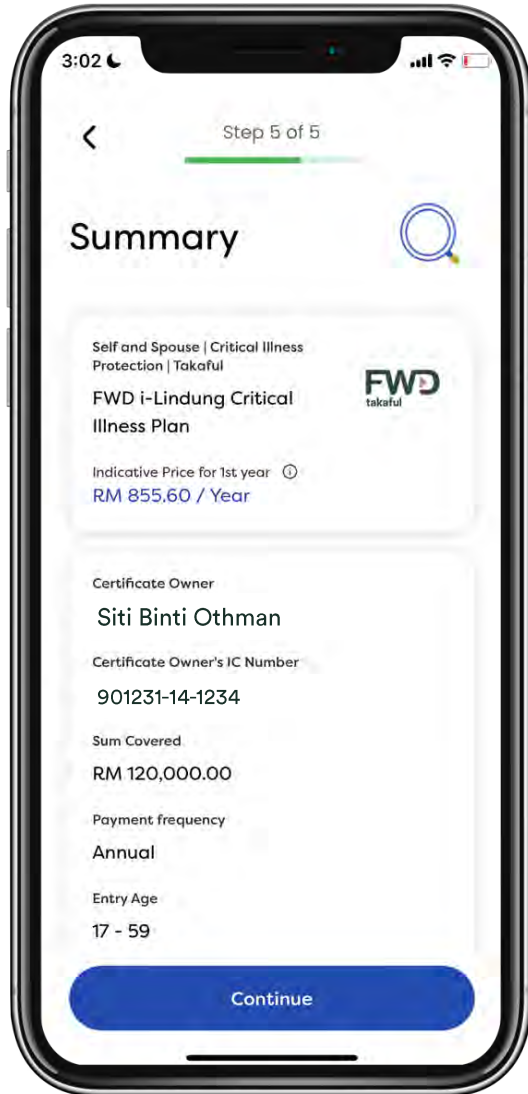 3:02
Step 5 of 5
Summary
Self and Spouse | Critical Illness
Protection | Takaful
FWD
takaful
FWD i-Lindung Critical
Illness Plan
Indicative Price for 1st year
RM 855.60 / Year
Certificate Owner
Siti Binti Othman
Certificate Owner's IC Number
901231-14-1234
Sum Covered
RM 120,000.00
Payment frequency
Annual
Entry Age
17 - 59
Continue